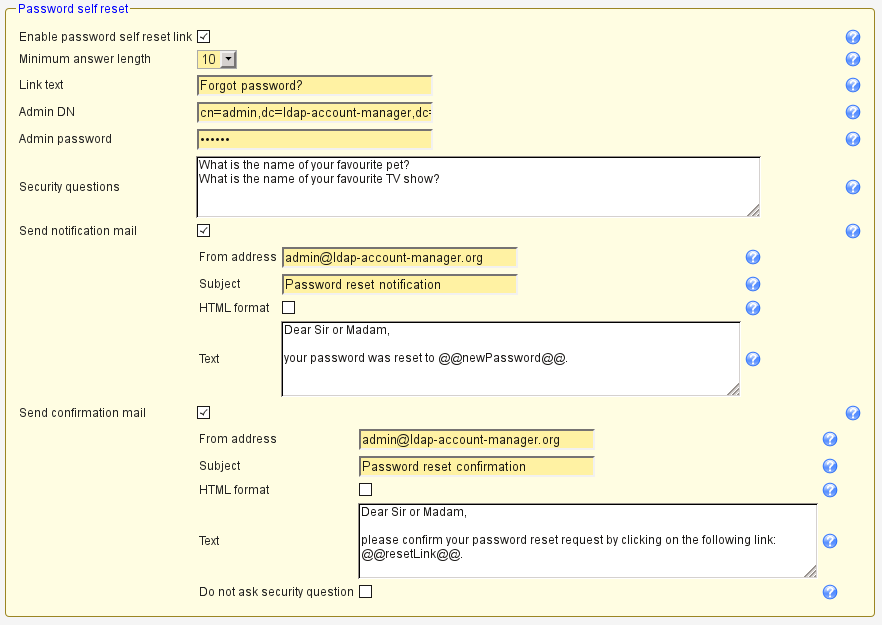 Password self reset
Enable password self reset link
Minimum answer length 10
Link text Forgot password?
Admin DN cn=admin,dc=ldap-account-manager,dc=
Admin password ••••••
What is the name of your favourite pet?
What is the name of your favourite TV show?
Security questions
Send notification mail
From address admin@ldap-account-manager.org
Subject Password reset notification
HTML format
Dear Sir or Madam,
Text your password was reset to @@newPassword@@.
Send confirmation mail
From address admin@ldap-account-manager.org
Subject Password reset confirmation
HTML format
Dear Sir or Madam,
Text please confirm your password reset request by clicking on the following link:
@@resetLink@@.
Do not ask security question